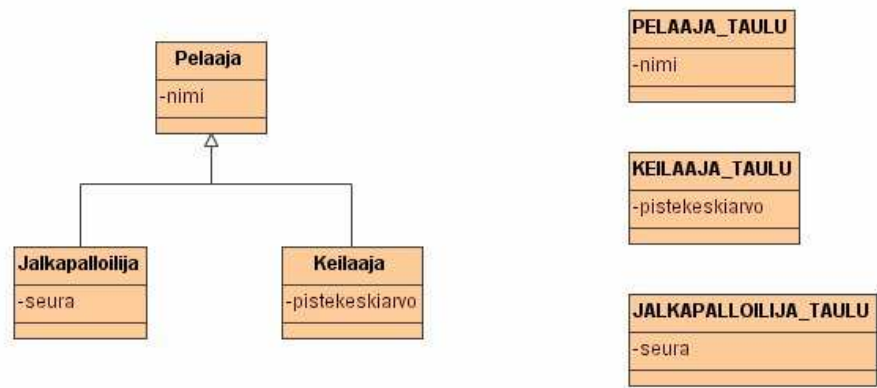 Pelaaja
-nimi
Jalkapalloilija
-seura
Keilaaja
-pistekeskiarvo
PELAAJA_TAULU
-nimi
KEILAAJA_TAULU
-pistekeskiarvo
JALKAPALLOILIJA_TAULU
-seura